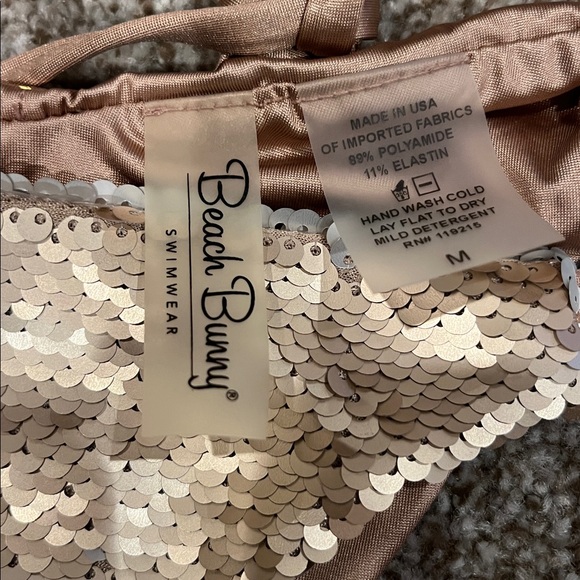 Beach Bunny®
SWIMWEAR
MADE IN USA
OF IMPORTED FABRICS
89% POLYAMIDE
11% ELASTIN
HAND WASH COLD
LAY FLAT TO DRY
MILD DETERGENT
RN# 119215
M